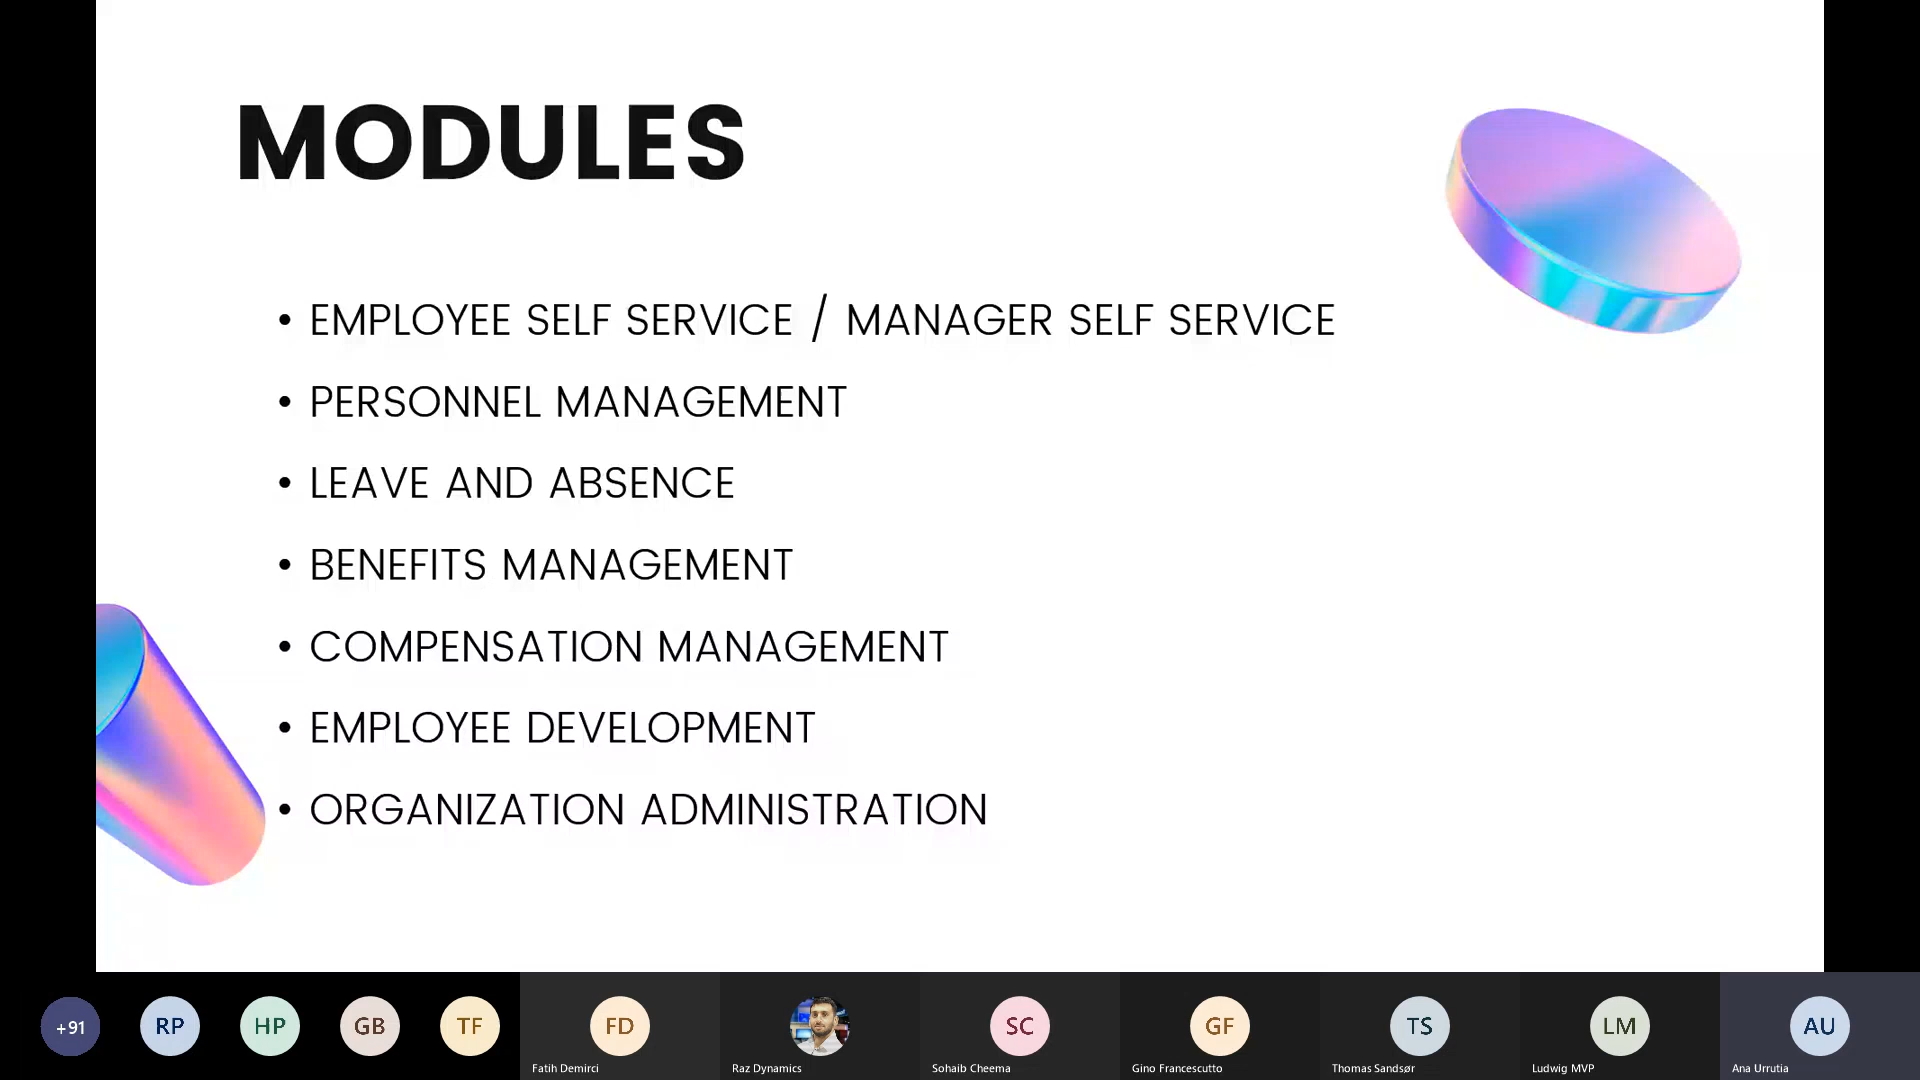 MODULES
• EMPLOYEE SELF SERVICE / MANAGER SELF SERVICE
• PERSONNEL MANAGEMENT
• LEAVE AND ABSENCE
• BENEFITS MANAGEMENT
• COMPENSATION MANAGEMENT
• EMPLOYEE DEVELOPMENT
• ORGANIZATION ADMINISTRATION
+91 RP HP GB TF FD SC GF TS LM AU
Fatih Demirci Raz Dynamics Sohaib Cheema Gino Francescutto Thomas Sandsør Ludwig MVP Ana Urrutia